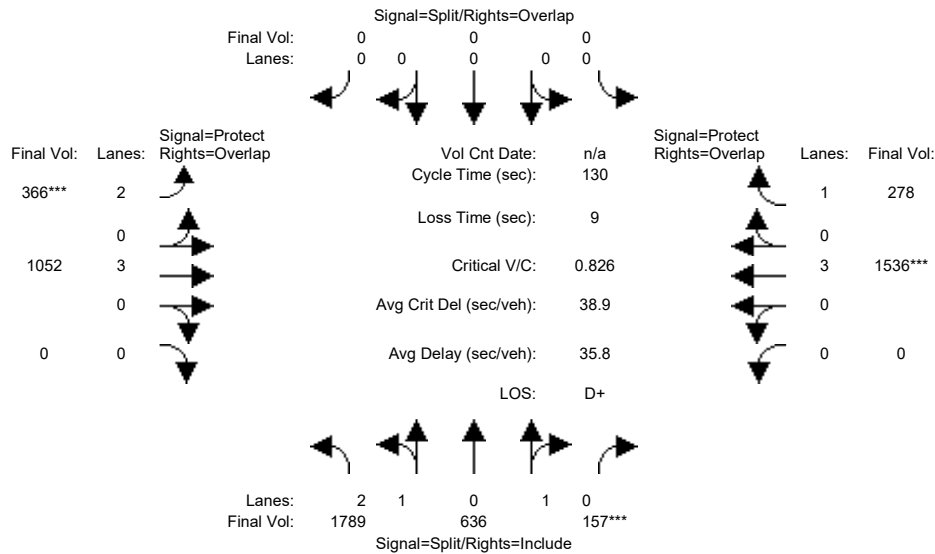 Signal=Split/Rights=Overlap
Final Vol: 0 0 0
Lanes: 0 0 0 0 0
Signal=Protect Signal=Protect
Final Vol: Lanes: Rights=Overlap Vol Cnt Date: n/a Rights=Overlap Lanes: Final Vol:
Cycle Time (sec): 130
366*** 2 1 278
Loss Time (sec): 9
0 0
1052 3 Critical V/C: 0.826 3 1536***
0 Avg Crit Del (sec/veh): 38.9 0
0 0 Avg Delay (sec/veh): 35.8 0 0
LOS: D+
Lanes: 2 1 0 1 0
Final Vol: 1789 636 157***
Signal=Split/Rights=Include